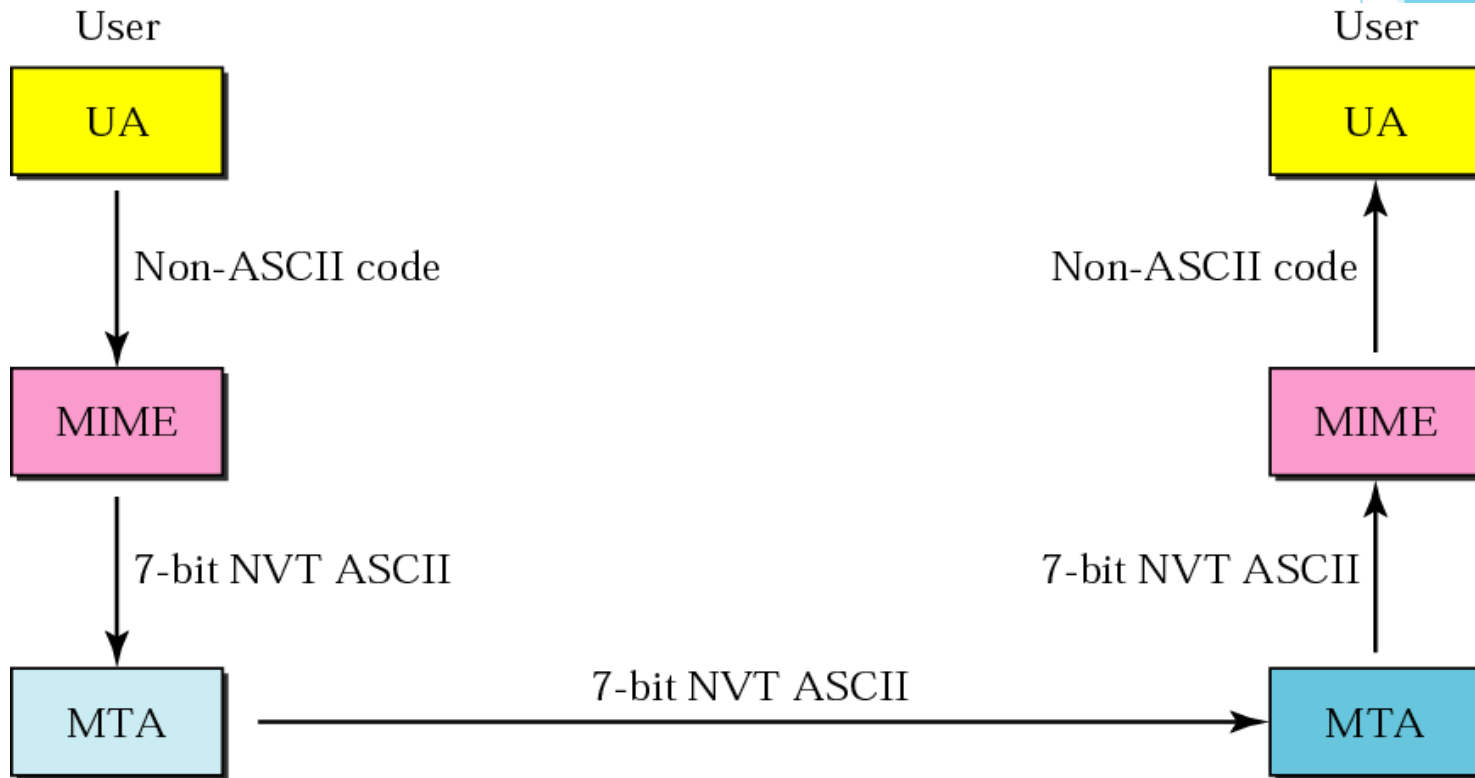 User
User
UA
UA
Non-ASCII code
Non-ASCII code
MIME
MIME
7-bit NVT ASCII
7-bit NVT ASCII
7-bit NVT ASCII
MTA
MTA